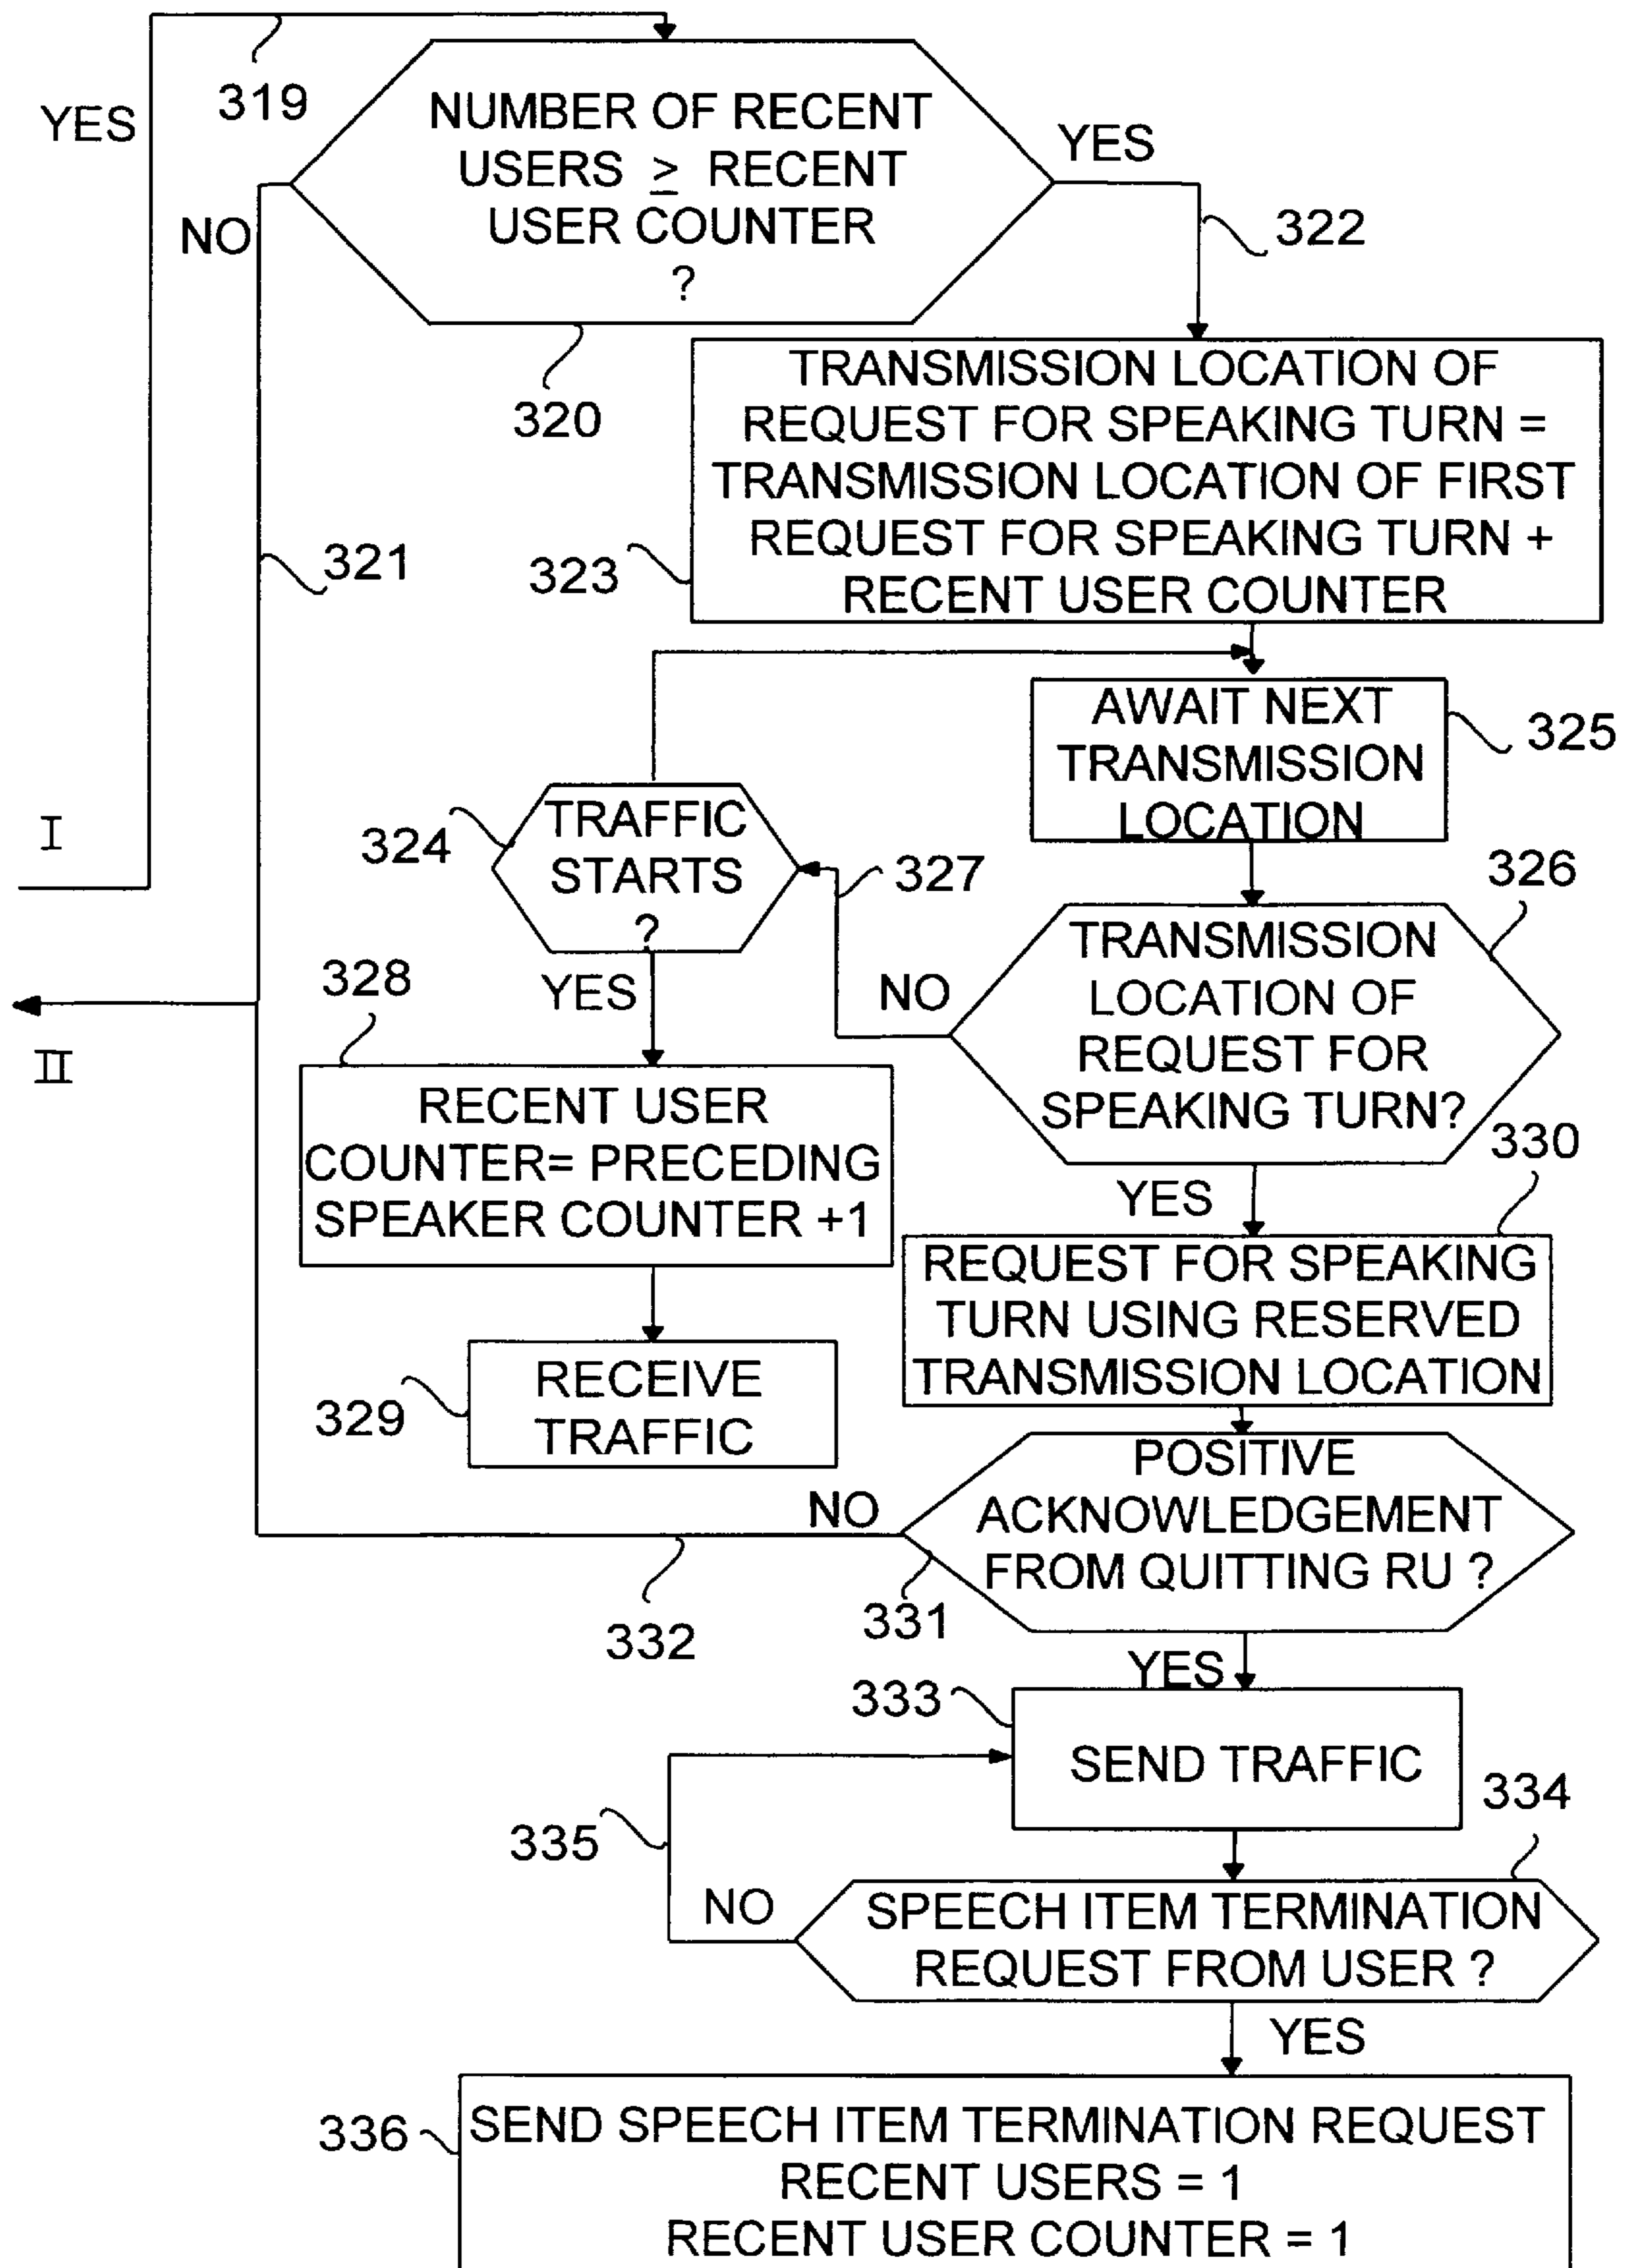 319
YES
NUMBER OF RECENT
USERS ≥ RECENT
USER COUNTER
?
YES
NO
322
320
TRANSMISSION LOCATION OF
REQUEST FOR SPEAKING TURN =
TRANSMISSION LOCATION OF FIRST
REQUEST FOR SPEAKING TURN +
RECENT USER COUNTER
321
323
AWAIT NEXT
TRANSMISSION
LOCATION
325
I
324
TRAFFIC
STARTS
?
327
326
TRANSMISSION
LOCATION OF
REQUEST FOR
SPEAKING TURN?
328
YES
NO
II
RECENT USER
COUNTER= PRECEDING
SPEAKER COUNTER +1
330
YES
REQUEST FOR SPEAKING
TURN USING RESERVED
TRANSMISSION LOCATION
329
RECEIVE
TRAFFIC
NO
POSITIVE
ACKNOWLEDGEMENT
FROM QUITTING RU ?
332
331
YES
333
SEND TRAFFIC
334
335
NO
SPEECH ITEM TERMINATION
REQUEST FROM USER ?
YES
336
SEND SPEECH ITEM TERMINATION REQUEST
RECENT USERS = 1
RECENT USER COUNTER = 1